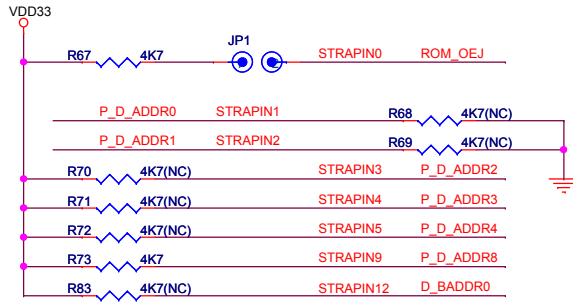 VDD33
JP1
R67 4K7 STRAPIN0 ROM_OEJ
P_D_ADDR0 STRAPIN1 R68 4K7(NC)
P_D_ADDR1 STRAPIN2 R69 4K7(NC)
R70 4K7(NC) STRAPIN3 P_D_ADDR2
R71 4K7(NC) STRAPIN4 P_D_ADDR3
R72 4K7(NC) STRAPIN5 P_D_ADDR4
R73 4K7 STRAPIN9 P_D_ADDR8
R83 4K7(NC) STRAPIN12 D_BADDR0